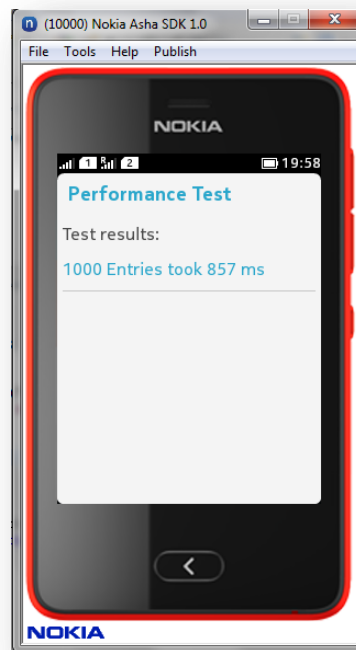 (10000) Nokia Asha SDK 1.0
File Tools Help Publish
NOKIA
1 R 2 19:58
Performance Test
Test results:
1000 Entries took 857 ms
NOKIA